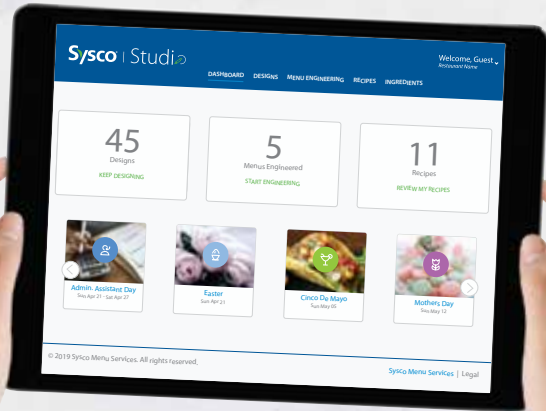 Sysco | Studio
Welcome, Guest
Restaurant Name
DASHBOARD DESIGNS MENU ENGINEERING RECIPES INGREDIENTS
45
Designs
KEEP DESIGNING
5
Menus Engineered
START ENGINEERING
11
Recipes
REVIEW MY RECIPES
Admin. Assistant Day
Sun Apr 21 - Sat Apr 27
Easter
Sun Apr 21
Cinco De Mayo
Sun May 05
Mothers Day
Sun May 12
© 2019 Sysco Menu Services. All rights reserved.
Sysco Menu Services | Legal